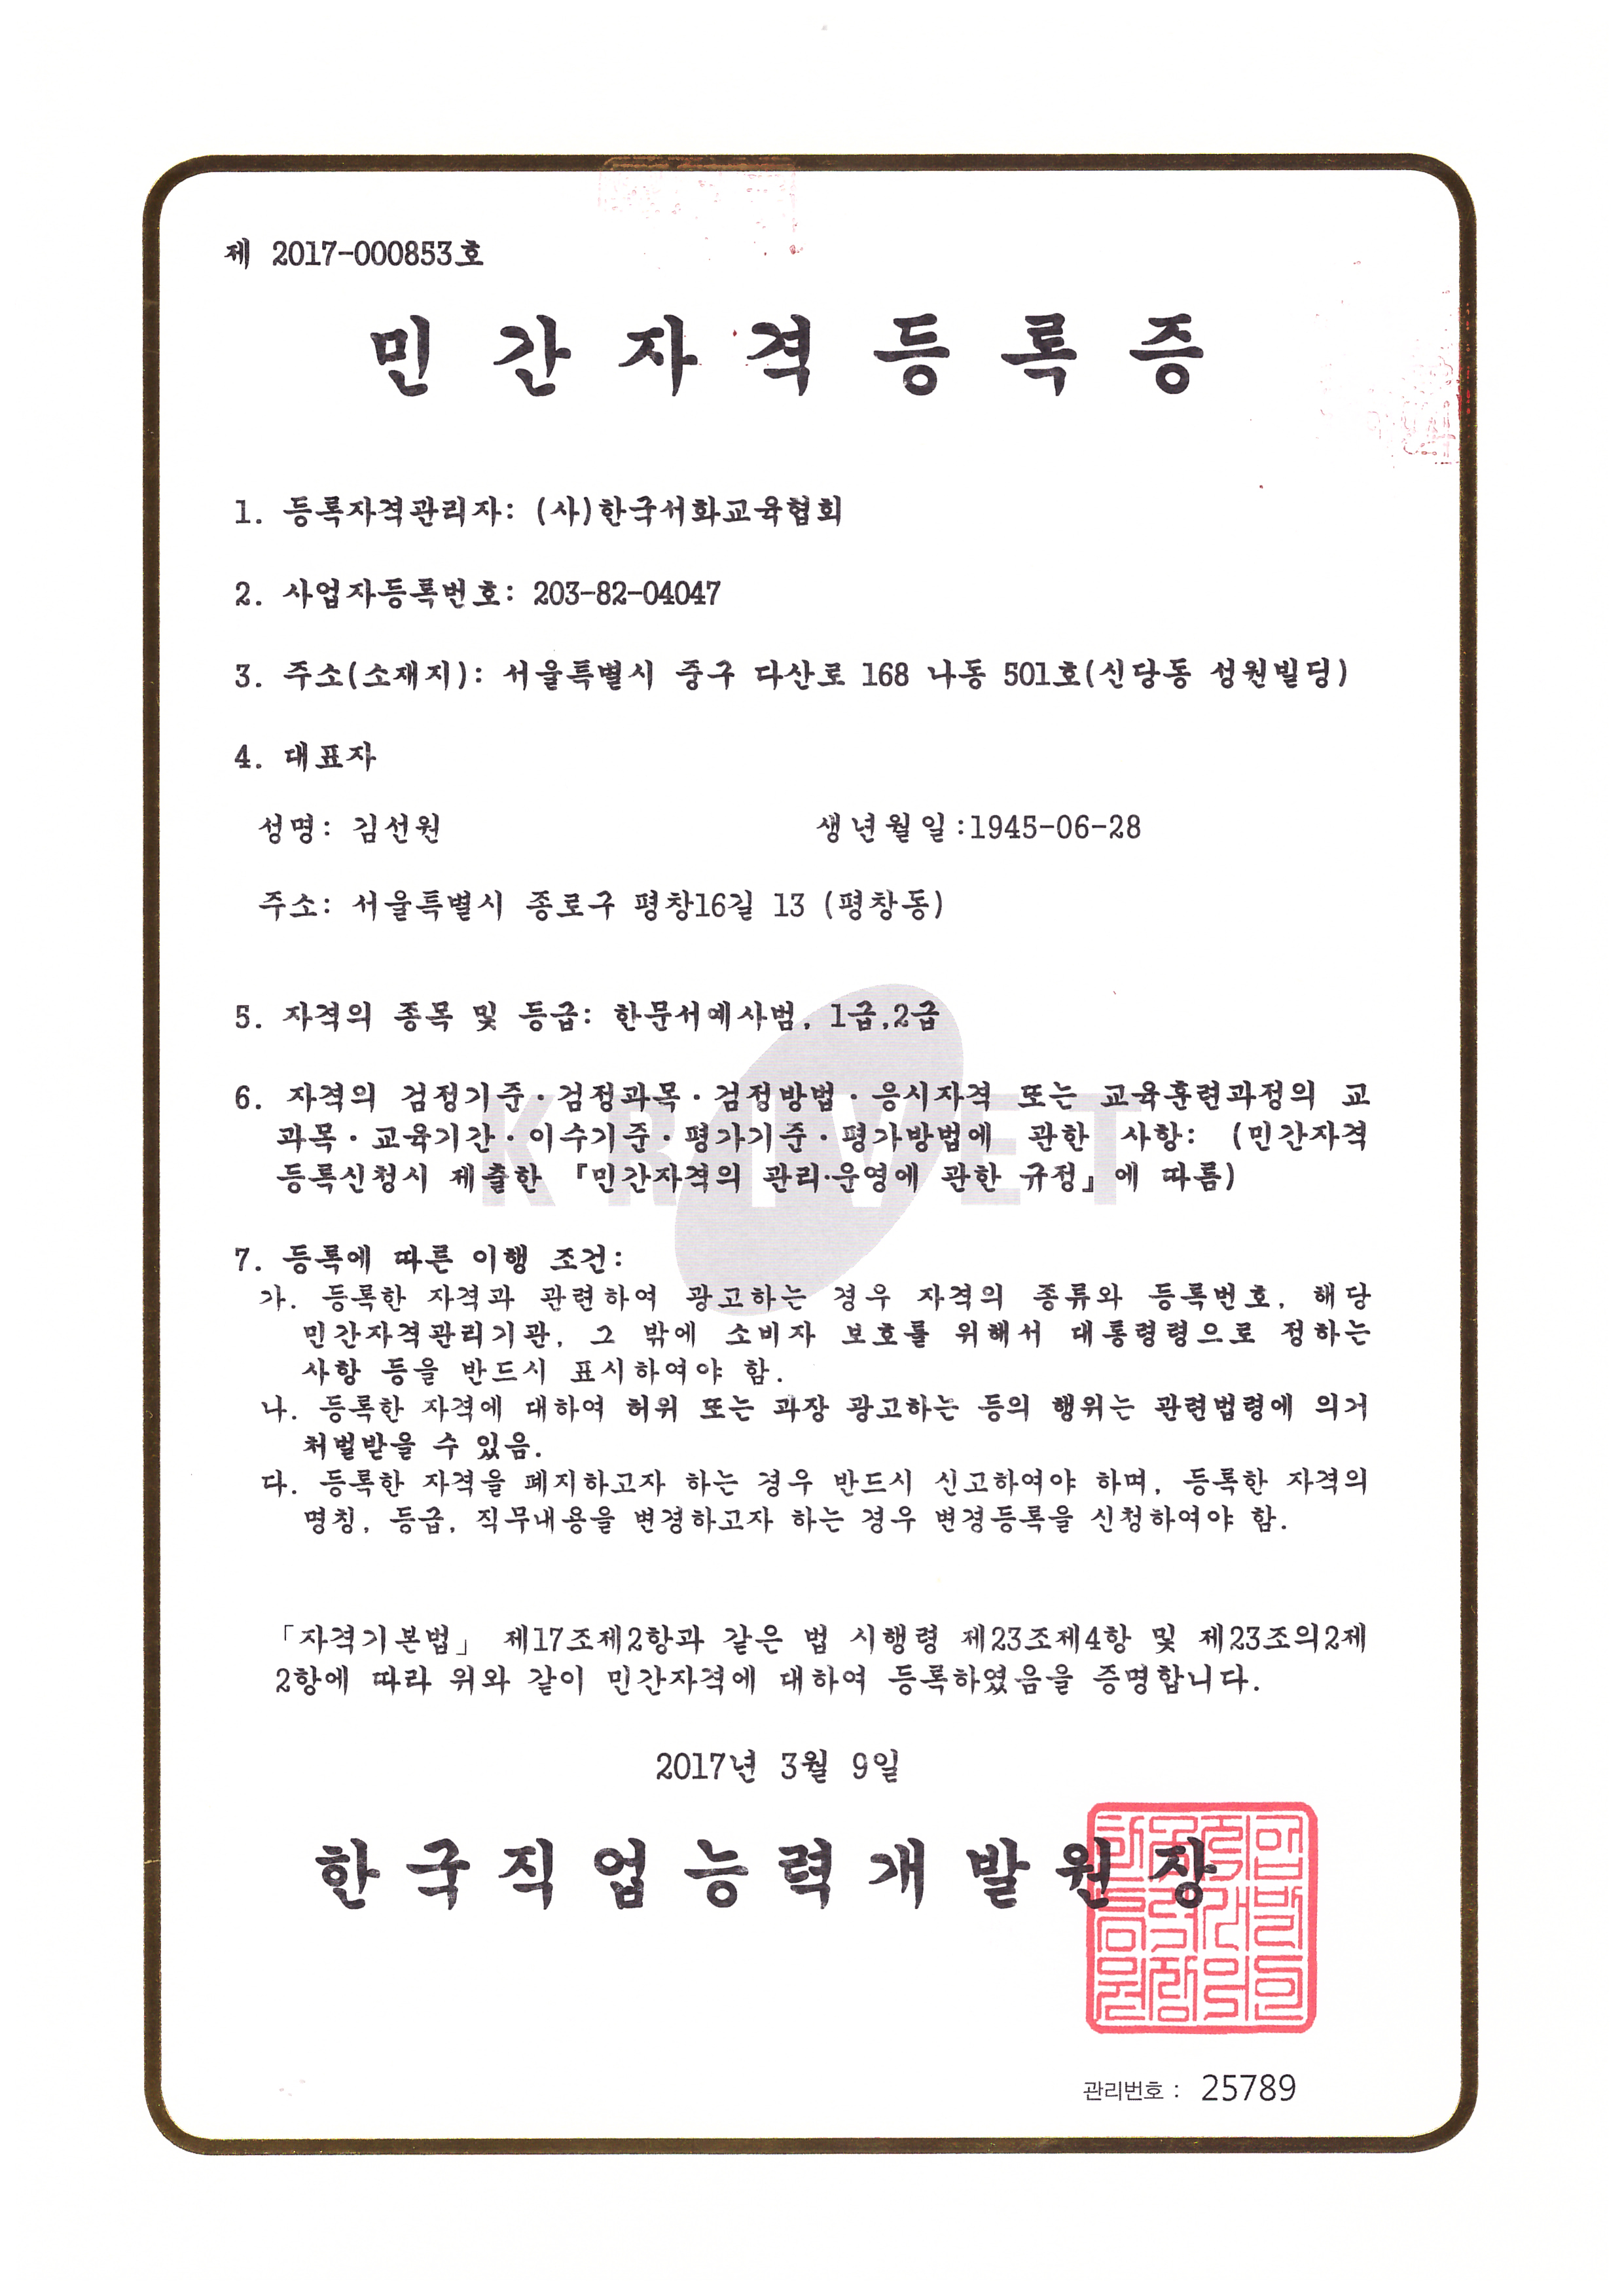 제 2017-000853호
민간자격등록증
1. 등록자격관리자: (사)한국서화교육협회
2. 사업자등록번호: 203-82-04047
3. 주소(소재지): 서울특별시 중구 다산로 168 나동 501호(신당동 성원빌딩)
4. 대표자
성명: 김선원 생년월일:1945-06-28
주소: 서울특별시 종로구 평창16길 13 (평창동)
5. 자격의 종목 및 등급: 한문서예사범, 1급,2급
6. 자격의 검정기준·검정과목·검정방법·응시자격 또는 교육훈련과정의 교
과목·교육기간·이수기준·평가기준·평가방법에 관한 사항: (민간자격
등록신청시 제출한 『민간자격의 관리·운영에 관한 규정』에 따름)
KRIVET
7. 등록에 따른 이행 조건:
가. 등록한 자격과 관련하여 광고하는 경우 자격의 종류와 등록번호, 해당
민간자격관리기관, 그 밖에 소비자 보호를 위해서 대통령령으로 정하는
사항 등을 반드시 표시하여야 함.
나. 등록한 자격에 대하여 허위 또는 과장 광고하는 등의 행위는 관련법령에 의거
처벌받을 수 있음.
다. 등록한 자격을 폐지하고자 하는 경우 반드시 신고하여야 하며, 등록한 자격의
명칭, 등급, 직무내용을 변경하고자 하는 경우 변경등록을 신청하여야 함.
「자격기본법」 제17조제2항과 같은 법 시행령 제23조제4항 및 제23조의2제
2항에 따라 위와 같이 민간자격에 대하여 등록하였음을 증명합니다.
2017년 3월 9일
한국직업능력개발원장
관리번호 : 25789